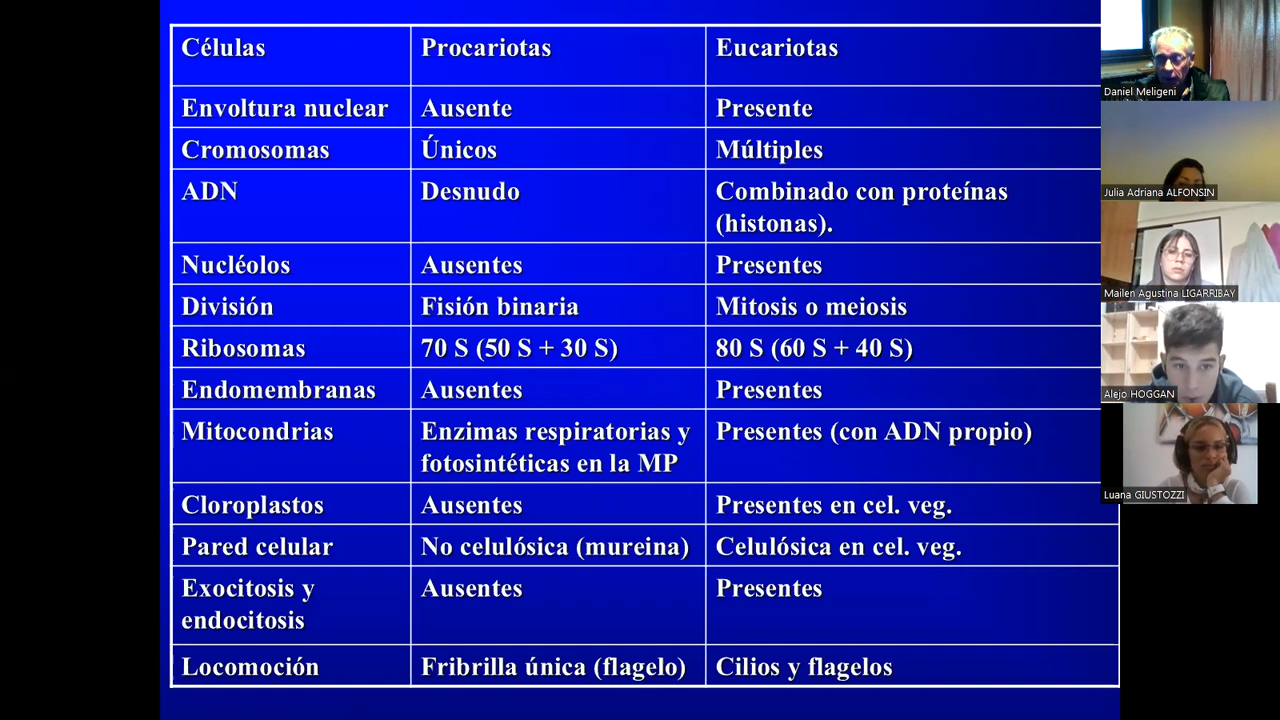 Células Procariotas Eucariotas
Envoltura nuclear Ausente Presente
Cromosomas Únicos Múltiples
ADN Desnudo Combinado con proteínas
(histonas).
Nucléolos Ausentes Presentes
División Fisión binaria Mitosis o meiosis
Ribosomas 70 S (50 S + 30 S) 80 S (60 S + 40 S)
Endomembranas Ausentes Presentes
Mitocondrias Enzimas respiratorias y Presentes (con ADN propio)
fotosintéticas en la MP
Cloroplastos Ausentes Presentes en cel. veg.
Pared celular No celulósica (mureina) Celulósica en cel. veg.
Exocitosis y Ausentes Presentes
endocitosis
Locomoción Fribrilla única (flagelo) Cilios y flagelos
Daniel Meligeni
Julia Adriana ALFONSIN
Mailen Agustina LIGARRIBAY
Alejo HOGGAN
Luana GIUSTOZZI